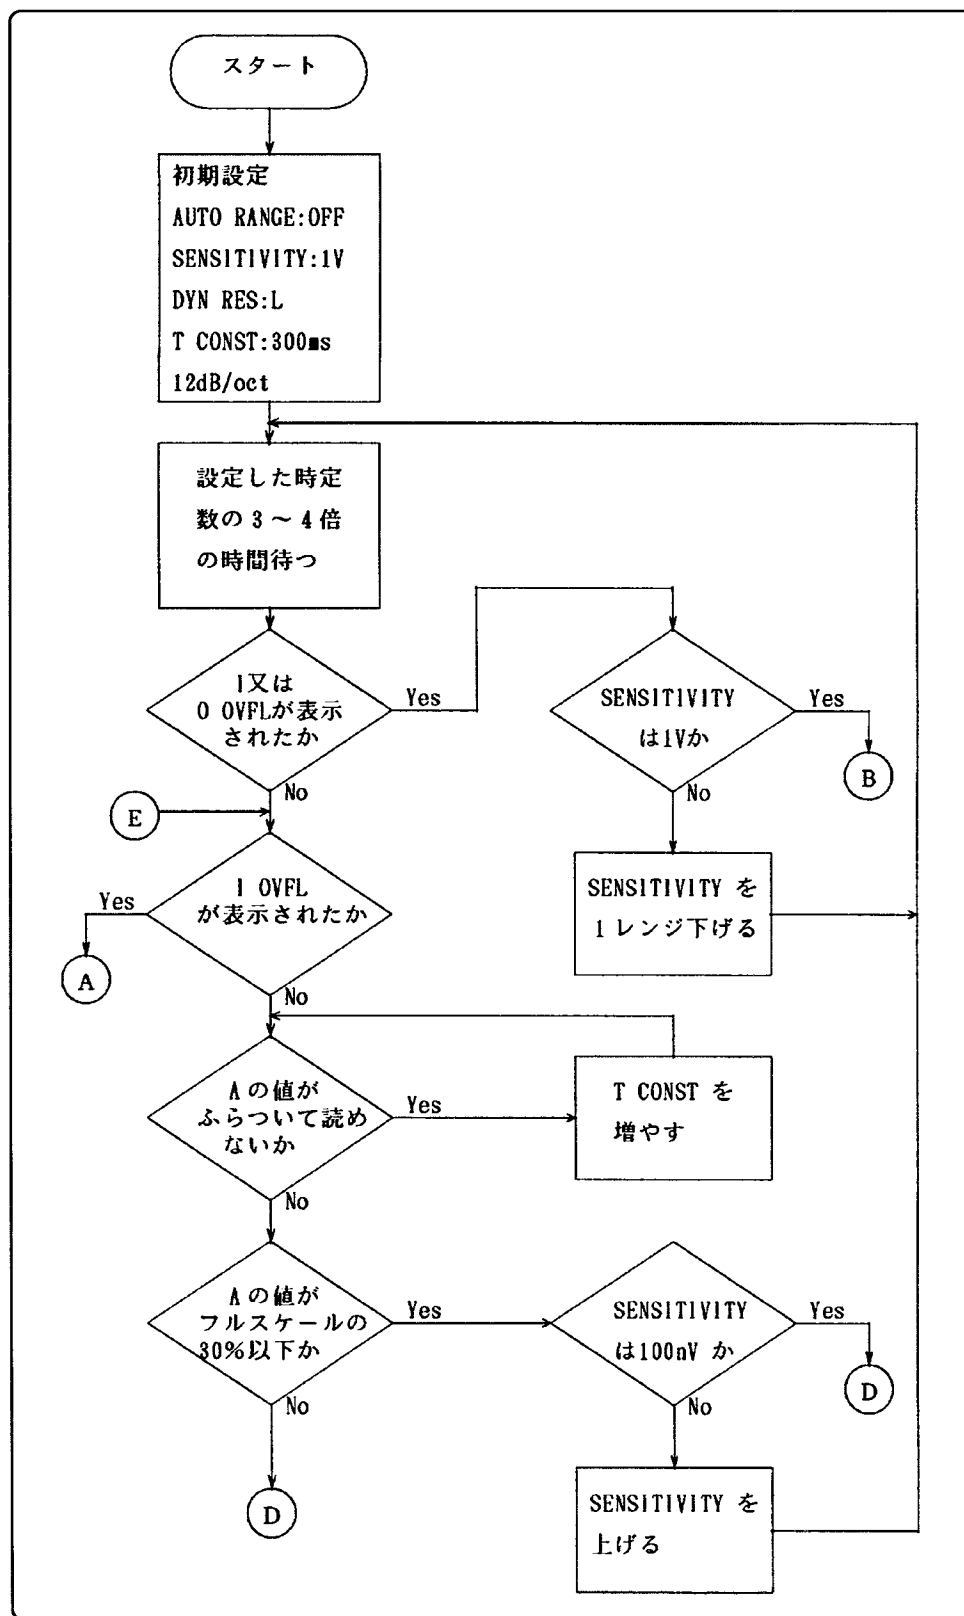 スタート
初期設定
AUTO RANGE:OFF
SENSITIVITY:1V
DYN RES:L
T CONST:300ms
12dB/oct
設定した時定
数の3～4倍
の時間待つ
I又は
O OVFLが表示
されたか
Yes
No
SENSITIVITY
は1Vか
Yes
B
No
SENSITIVITY を
1 レンジ下げる
E
I OVFL
が表示されたか
Yes
A
No
A の値が
ふらついて読め
ないか
Yes
T CONST を
増やす
No
A の値が
フルスケールの
30%以下か
Yes
SENSITIVITY
は100nV か
Yes
D
No
No
D
SENSITIVITY を
上げる